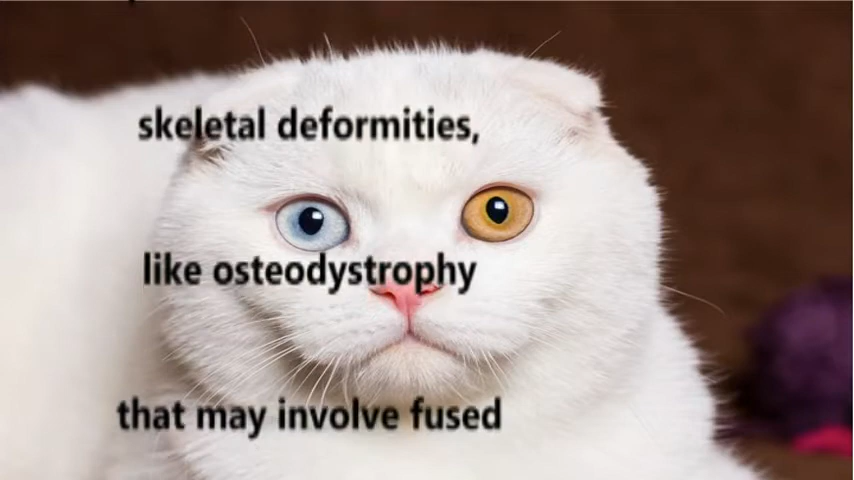 skeletal deformities,
like osteodystrophy
that may involve fused